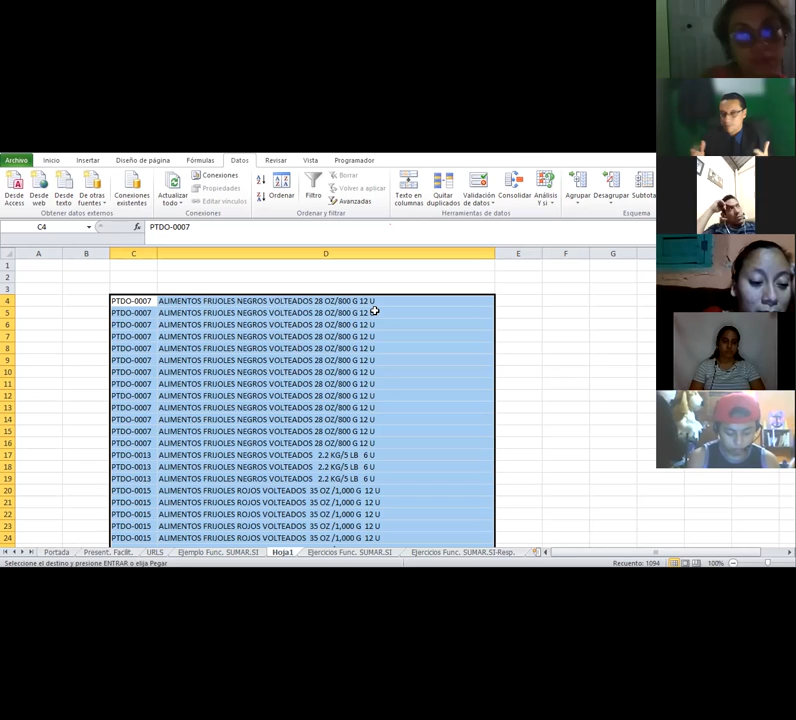 Archivo Inicio Insertar Diseño de página Fórmulas Datos Revisar Vista Programador
Desde Access
Desde web
Desde texto
De otras fuentes
Conexiones existentes
Actualizar todo
Conexiones
Propiedades
Editar vínculos
Ordenar
Filtro
Borrar
Volver a aplicar
Avanzadas
Texto en columnas
Quitar duplicados
Validación de datos
Consolidar
Análisis Y si
Agrupar
Desagrupar
Subtota
Obtener datos externos Conexiones Ordenar y filtrar Herramientas de datos Esquema
C4 fx PTDO-0007
A B C D E F G
1
2
3
4 PTDO-0007 ALIMENTOS FRIJOLES NEGROS VOLTEADOS 28 OZ/800 G 12 U
5 PTDO-0007 ALIMENTOS FRIJOLES NEGROS VOLTEADOS 28 OZ/800 G 12 U
6 PTDO-0007 ALIMENTOS FRIJOLES NEGROS VOLTEADOS 28 OZ/800 G 12 U
7 PTDO-0007 ALIMENTOS FRIJOLES NEGROS VOLTEADOS 28 OZ/800 G 12 U
8 PTDO-0007 ALIMENTOS FRIJOLES NEGROS VOLTEADOS 28 OZ/800 G 12 U
9 PTDO-0007 ALIMENTOS FRIJOLES NEGROS VOLTEADOS 28 OZ/800 G 12 U
10 PTDO-0007 ALIMENTOS FRIJOLES NEGROS VOLTEADOS 28 OZ/800 G 12 U
11 PTDO-0007 ALIMENTOS FRIJOLES NEGROS VOLTEADOS 28 OZ/800 G 12 U
12 PTDO-0007 ALIMENTOS FRIJOLES NEGROS VOLTEADOS 28 OZ/800 G 12 U
13 PTDO-0007 ALIMENTOS FRIJOLES NEGROS VOLTEADOS 28 OZ/800 G 12 U
14 PTDO-0007 ALIMENTOS FRIJOLES NEGROS VOLTEADOS 28 OZ/800 G 12 U
15 PTDO-0007 ALIMENTOS FRIJOLES NEGROS VOLTEADOS 28 OZ/800 G 12 U
16 PTDO-0007 ALIMENTOS FRIJOLES NEGROS VOLTEADOS 28 OZ/800 G 12 U
17 PTDO-0013 ALIMENTOS FRIJOLES NEGROS VOLTEADOS 2.2 KG/5 LB 6 U
18 PTDO-0013 ALIMENTOS FRIJOLES NEGROS VOLTEADOS 2.2 KG/5 LB 6 U
19 PTDO-0013 ALIMENTOS FRIJOLES NEGROS VOLTEADOS 2.2 KG/5 LB 6 U
20 PTDO-0015 ALIMENTOS FRIJOLES ROJOS VOLTEADOS 35 OZ /1,000 G 12 U
21 PTDO-0015 ALIMENTOS FRIJOLES ROJOS VOLTEADOS 35 OZ /1,000 G 12 U
22 PTDO-0015 ALIMENTOS FRIJOLES ROJOS VOLTEADOS 35 OZ /1,000 G 12 U
23 PTDO-0015 ALIMENTOS FRIJOLES ROJOS VOLTEADOS 35 OZ /1,000 G 12 U
24 PTDO-0015 ALIMENTOS FRIJOLES ROJOS VOLTEADOS 35 OZ /1,000 G 12 U
Portada Present. Facilit. URLS Ejemplo Func. SUMAR.SI Hoja1 Ejercicios Func. SUMAR.SI Ejercicios Func. SUMAR.SI-Resp.
Seleccione el destino y presione ENTRAR o elija Pegar Recuento: 1094 100%